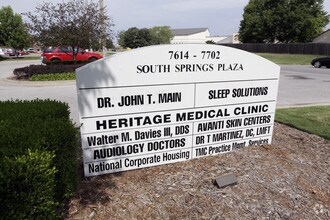 7614 - 7702
SOUTH SPRINGS PLAZA
DR. JOHN T. MAIN
SLEEP SOLUTIONS
HERITAGE MEDICAL CLINIC
Walter M. Davies III, DDS
AVANTI SKIN CENTERS
AUDIOLOGY DOCTORS
DR T MARTINEZ, DC, LMFT
National Corporate Housing
TMC Property Mgmt. Services